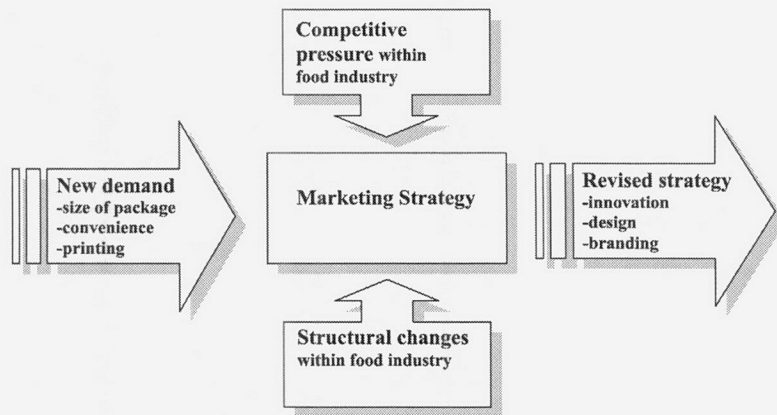 Competitive
pressure within
food industry
New demand
-size of package
-convenience
-printing
Marketing Strategy
Revised strategy
-innovation
-design
-branding
Structural changes
within food industry